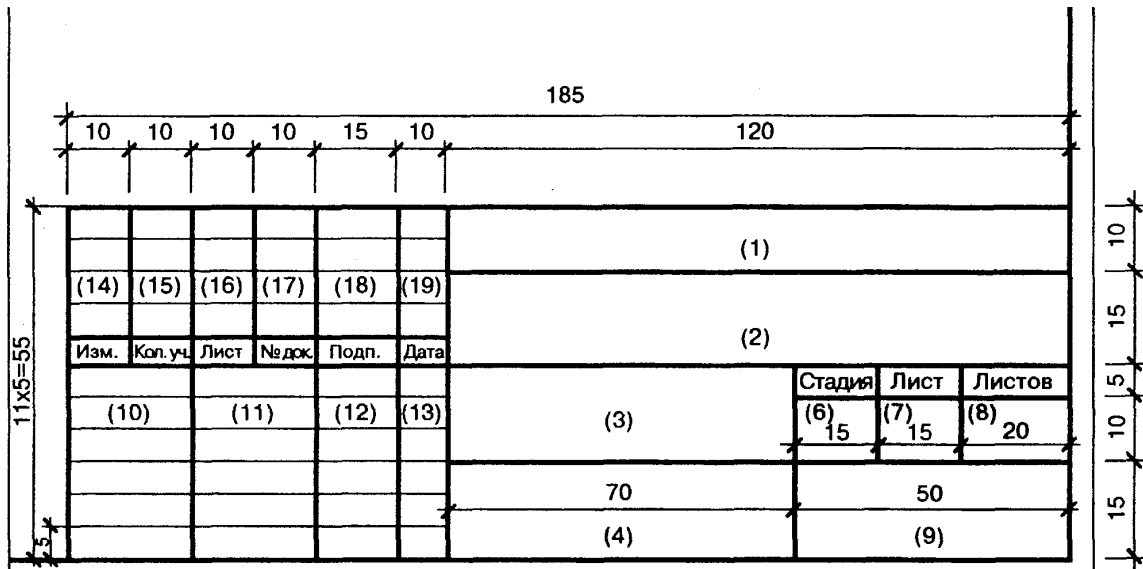 185
10 10 10 10 15 10 120
10
(1)
(14) (15) (16) (17) (18) (19)
15
(2)
Изм. Кол. уч. Лист №док. Подп. Дата
11x5=55
Стадия Лист Листов
5
(10) (11) (12) (13)
(3)
(6) (7) (8)
15 15 20
10
70 50
15
5
(4) (9)